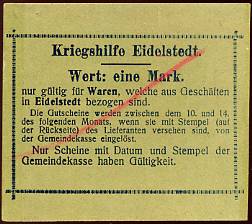 Kriegshilfe Eidelstedt.
Wert: eine Mark.
nur gültig für Waren, welche aus Geschäften
in Eidelstedt bezogen sind.
Die Gutscheine werden zwischen dem 10. und 14.
des folgenden Monats, wenn sie mit Stempel (auf
der Rückseite) des Lieferanten versehen sind, von
der Gemeindekasse eingelöst.
Nur Scheine mit Datum und Stempel der
Gemeindekasse haben Gültigkeit.